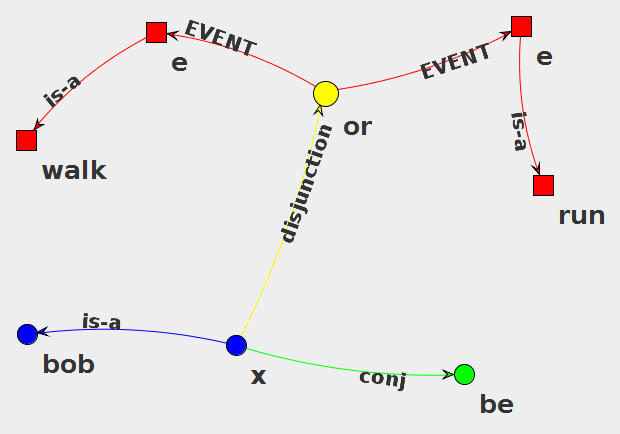 EVENT
e
EVENT
e
is-a
or
is-a
walk
disjunction
run
is-a
bob
x
conj
be